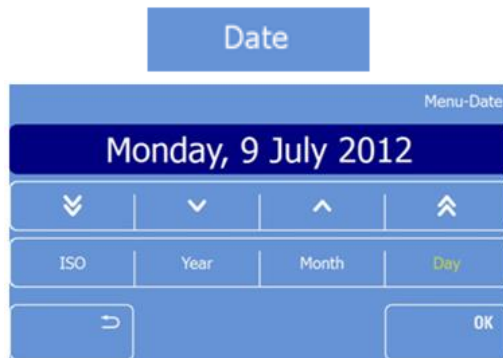 Date
Menu-Date
Monday, 9 July 2012
ISO Year Month Day
OK